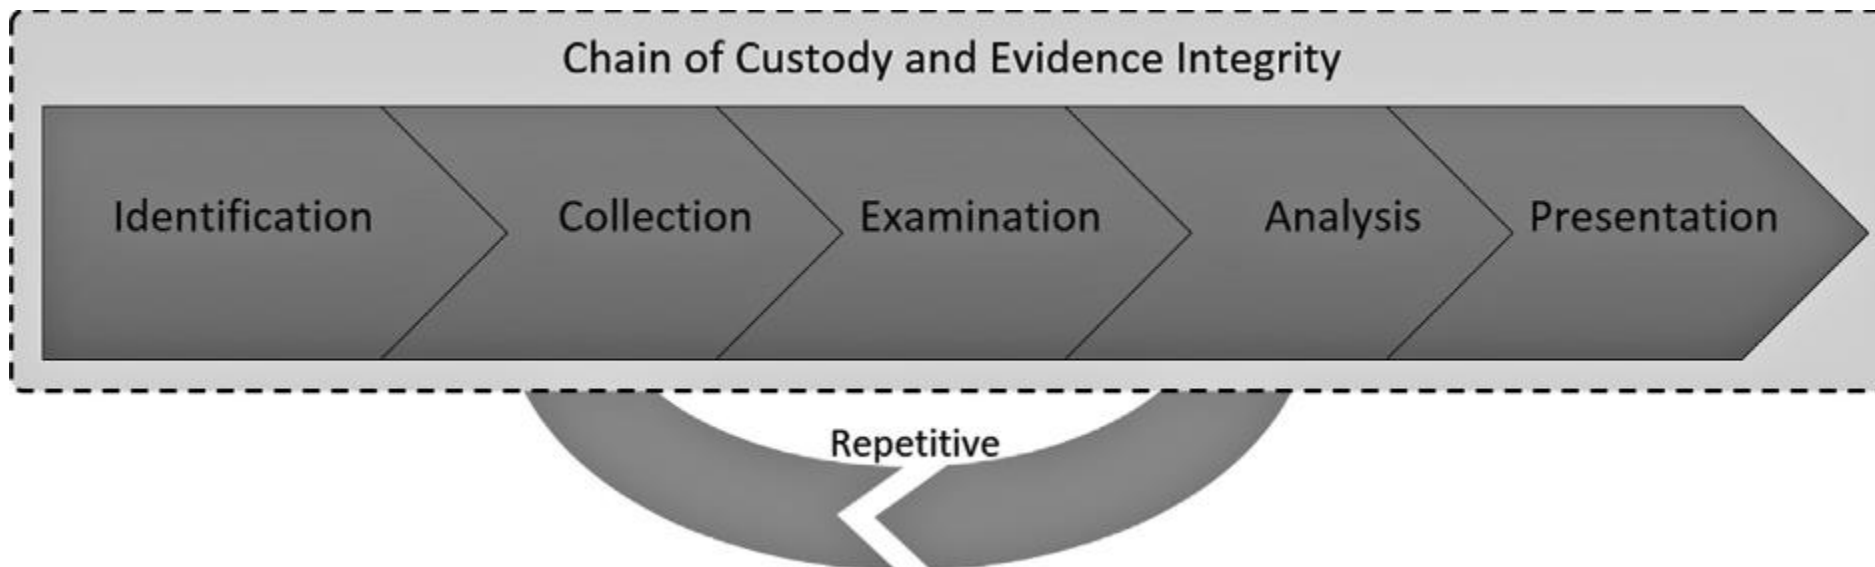 Chain of Custody and Evidence Integrity
Identification Collection Examination Analysis Presentation
Repetitive